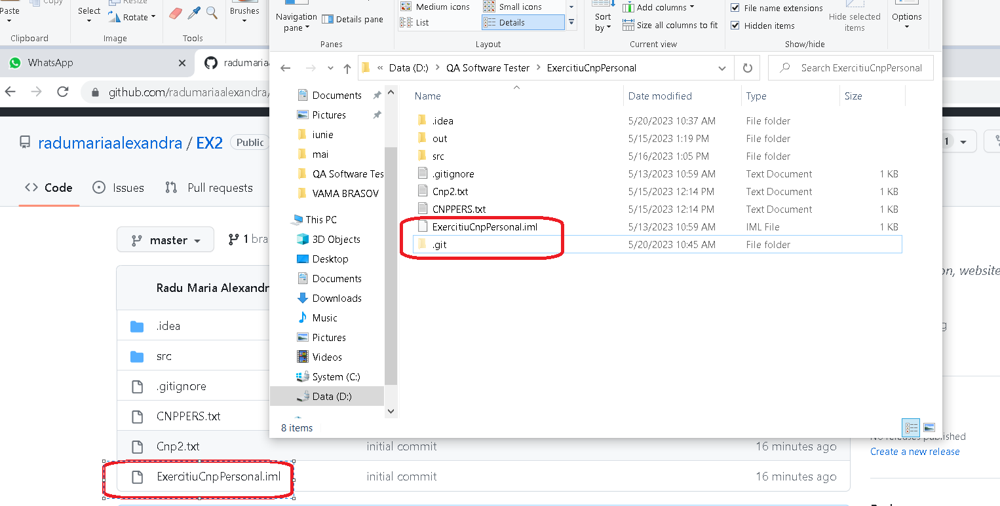 Paste
Copy
Clipboard
Select
Resize
Rotate
Image
Tools
Brushes
Navigation
pane
Details pane
Panes
Medium icons
Small icons
List
Details
Layout
Sort
by
Add columns
Size all columns to fit
Current view
File name extensions
Hidden items
Hide selected
items
Show/hide
Options
WhatsApp
radumariaa
github.com/radumariaalexandra/
« Data (D:) > QA Software Tester > ExercitiuCnpPersonal
Search ExercitiuCnpPersonal
radumariaalexandra / EX2 Public
1
Code
Issues
Pull requests
master
1 bra
Radu Maria Alexandr
.idea
src
.gitignore
CNPPERS.txt
Cnp2.txt initial commit 16 minutes ago
ExercitiuCnpPersonal.iml initial commit 16 minutes ago
Documents
Pictures
iunie
mai
QA Software Tes
VAMA BRASOV
This PC
3D Objects
Desktop
Documents
Downloads
Music
Pictures
Videos
System (C:)
Data (D:)
Name Date modified Type Size
.idea 5/20/2023 10:37 AM File folder
out 5/15/2023 1:19 PM File folder
src 5/16/2023 1:05 PM File folder
.gitignore 5/13/2023 10:59 AM Text Document 1 KB
Cnp2.txt 5/15/2023 12:14 PM Text Document 1 KB
CNPPERS.txt 5/15/2023 12:14 PM Text Document 1 KB
ExercitiuCnpPersonal.iml 5/13/2023 10:59 AM IML File 1 KB
.git 5/20/2023 10:45 AM File folder
8 items
on, website
g
No releases published
Create a new release